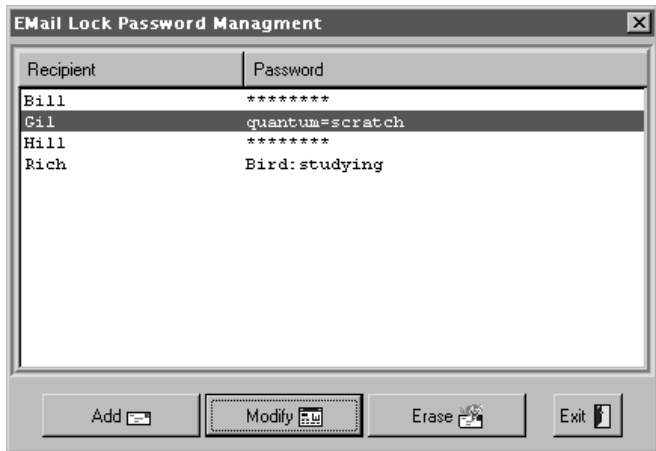 EMail Lock Password Managment
Recipient Password
Bill ********
Gil quantum=scratch
Hill ********
Rich Bird:studying
Add Modify Erase Exit